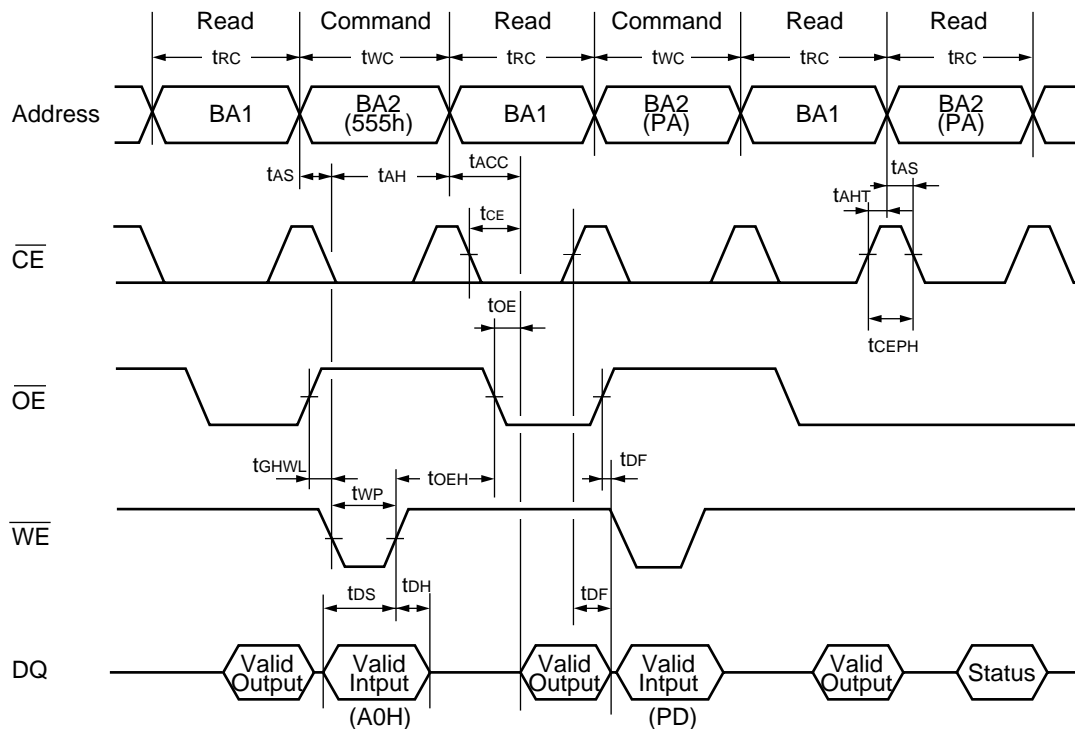 Read Command Read Command Read Read
tRC tWC tRC tWC tRC tRC
Address BA1 BA2 (555h) BA1 BA2 (PA) BA1 BA2 (PA)
tAS tAH tACC tAS
tAHT
tCE
CE
tOE
tCEPH
OE
tGHWL tOEH tDF
tWP
WE
tDS tDH tDF
DQ Valid Output Valid Intput Valid Output Valid Intput Valid Output Status
(A0H) (PD)